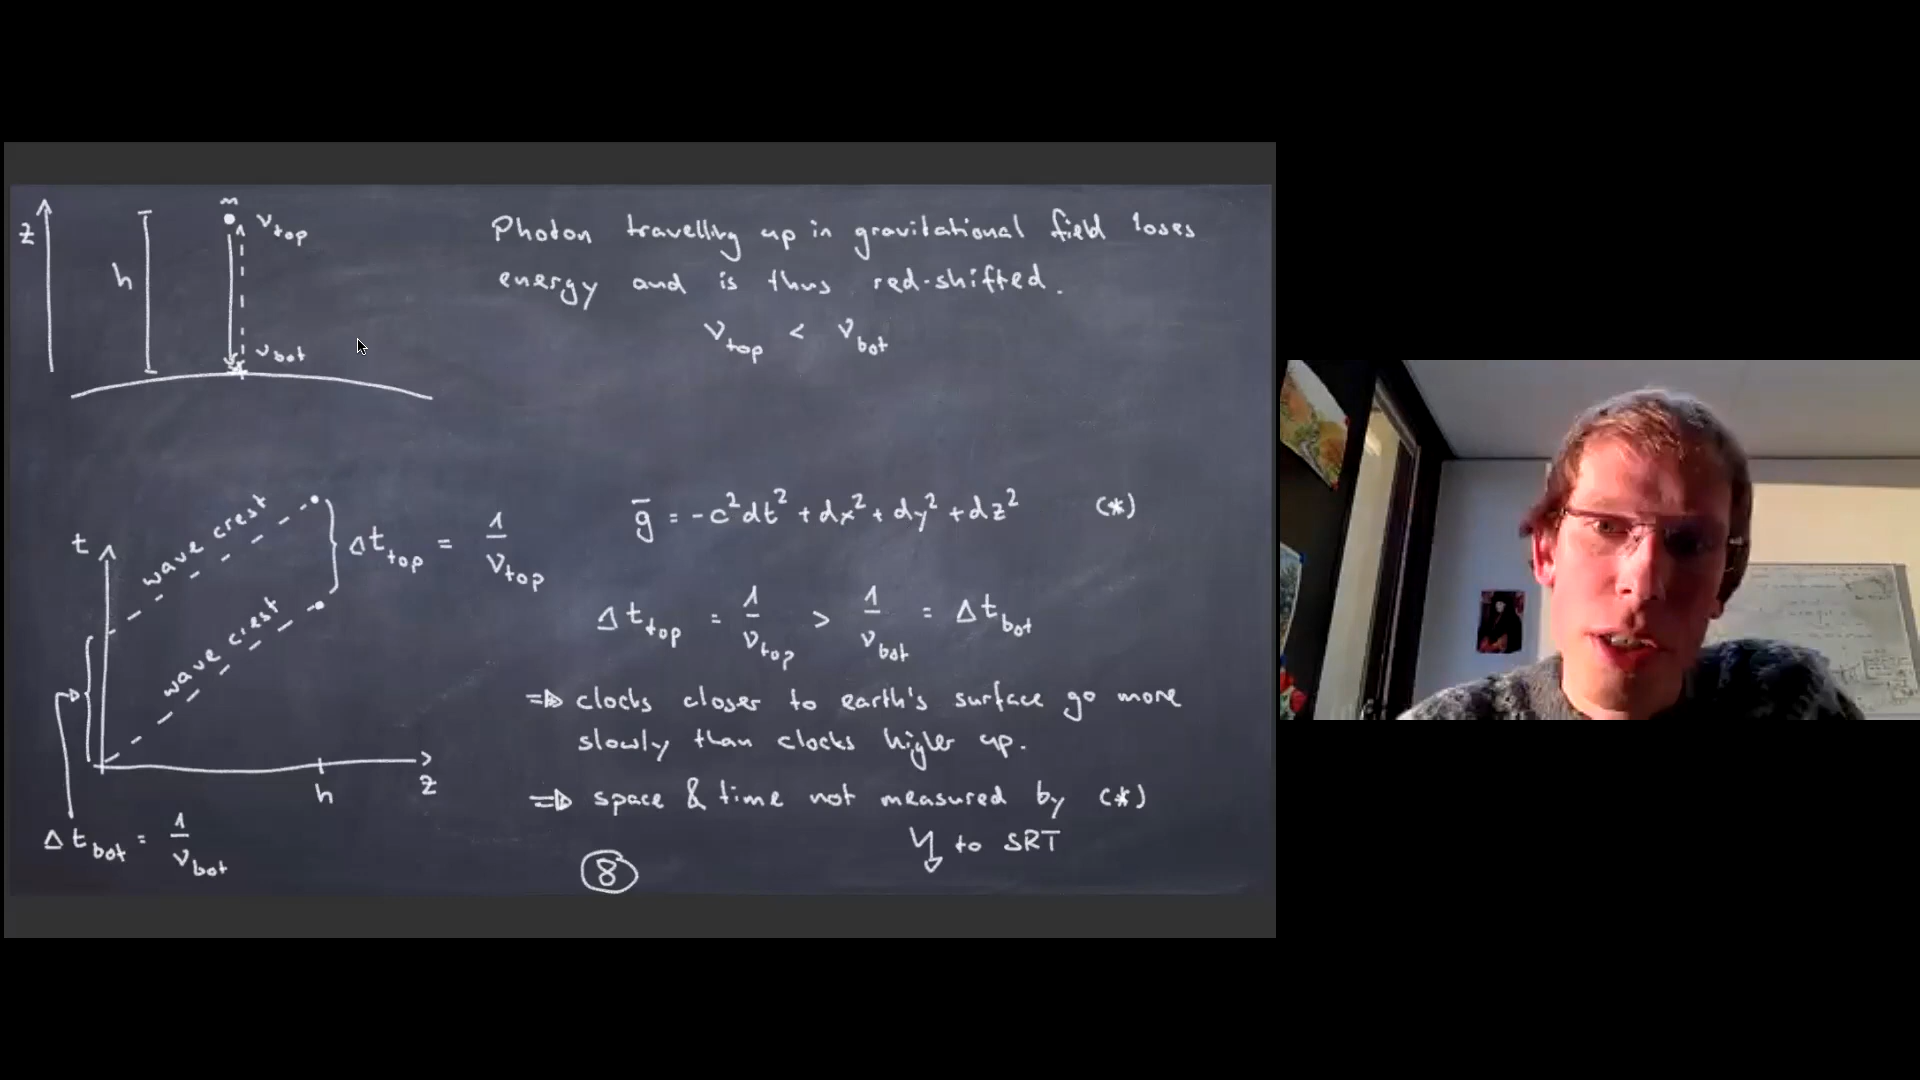 z
h
m
ν_top
ν_bot
Photon travelling up in gravitational field loses
energy and is thus red-shifted.
ν_top < ν_bot
t
wave crest
wave crest
Δt_top = 1/ν_top
h
z
Δt_bot = 1/ν_bot
g̅ = -c²dt² + dx² + dy² + dz² (*)
Δt_top = 1/ν_top > 1/ν_bot = Δt_bot
⇒ clocks closer to earth's surface go more
slowly than clocks higher up.
⇒ space & time not measured by (*)
↯ to SRT
8